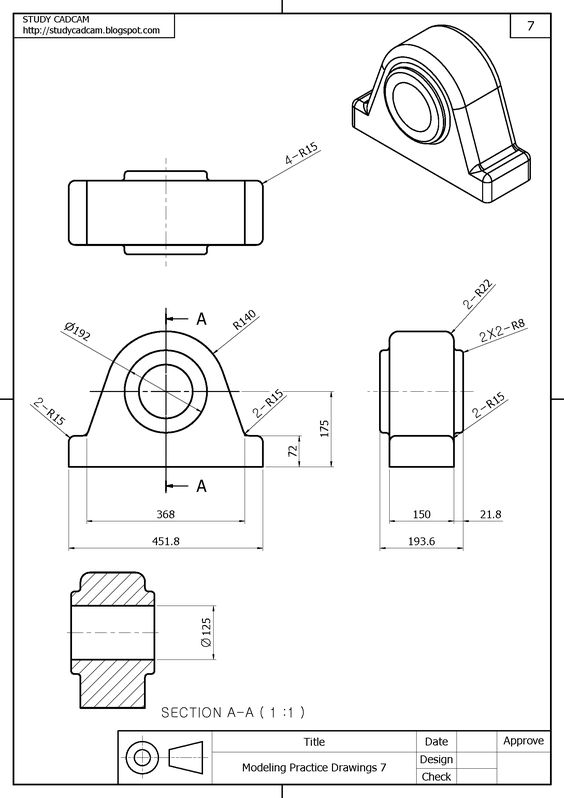 STUDY CADCAM
http://studycadcam.blogspot.com
7
4-R15
A
Ø192
R140
2-R15
2-R15
72
175
A
368
451.8
2-R22
2X2-R8
2-R15
150
21.8
193.6
Ø125
SECTION A-A ( 1 :1 )
Title
Date
Approve
Modeling Practice Drawings 7
Design
Check